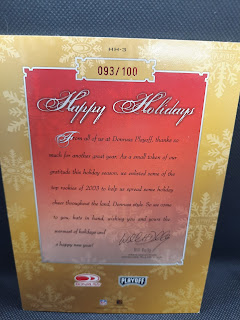 HH-3
093/100
Happy Holidays
From all of us at Donruss Playoff, thanks so
much for another great year. As a small token of our
gratitude this holiday season, we enlisted some of the
top rookies of 2003 to help us spread some holiday
cheer throughout the land, Donruss style. So we come
to you, hats in hand, wishing you and yours the
warmest of holidays and
a happy new year!
PLAYOFF